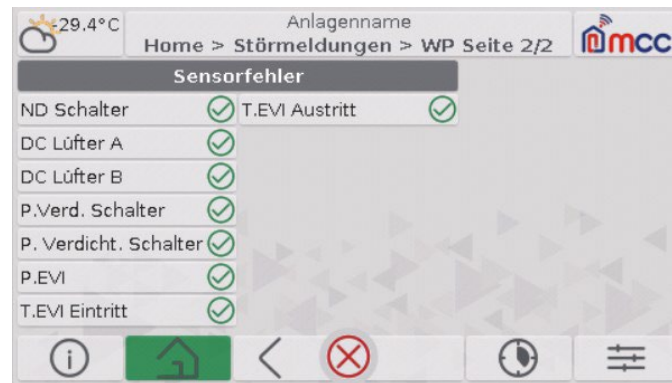 -29.4°C
Anlagenname
Home > Störmeldungen > WP Seite 2/2
mcc
Sensorfehler
ND Schalter
T.EVI Austritt
DC Lüfter A
DC Lüfter B
P.Verd. Schalter
P. Verdicht. Schalter
P.EVI
T.EVI Eintritt